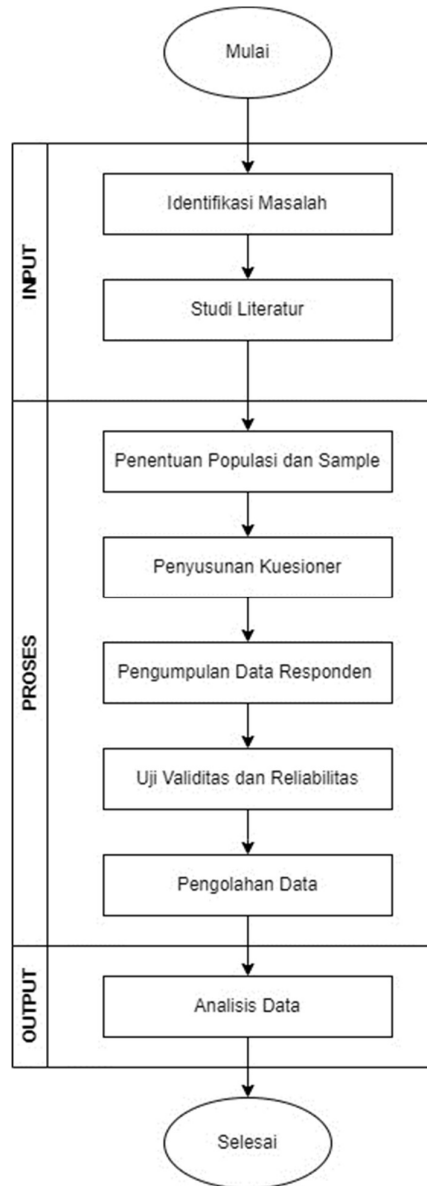 Mulai
INPUT
Identifikasi Masalah
Studi Literatur
PROSES
Penentuan Populasi dan Sample
Penyusunan Kuesioner
Pengumpulan Data Responden
Uji Validitas dan Reliabilitas
Pengolahan Data
OUTPUT
Analisis Data
Selesai